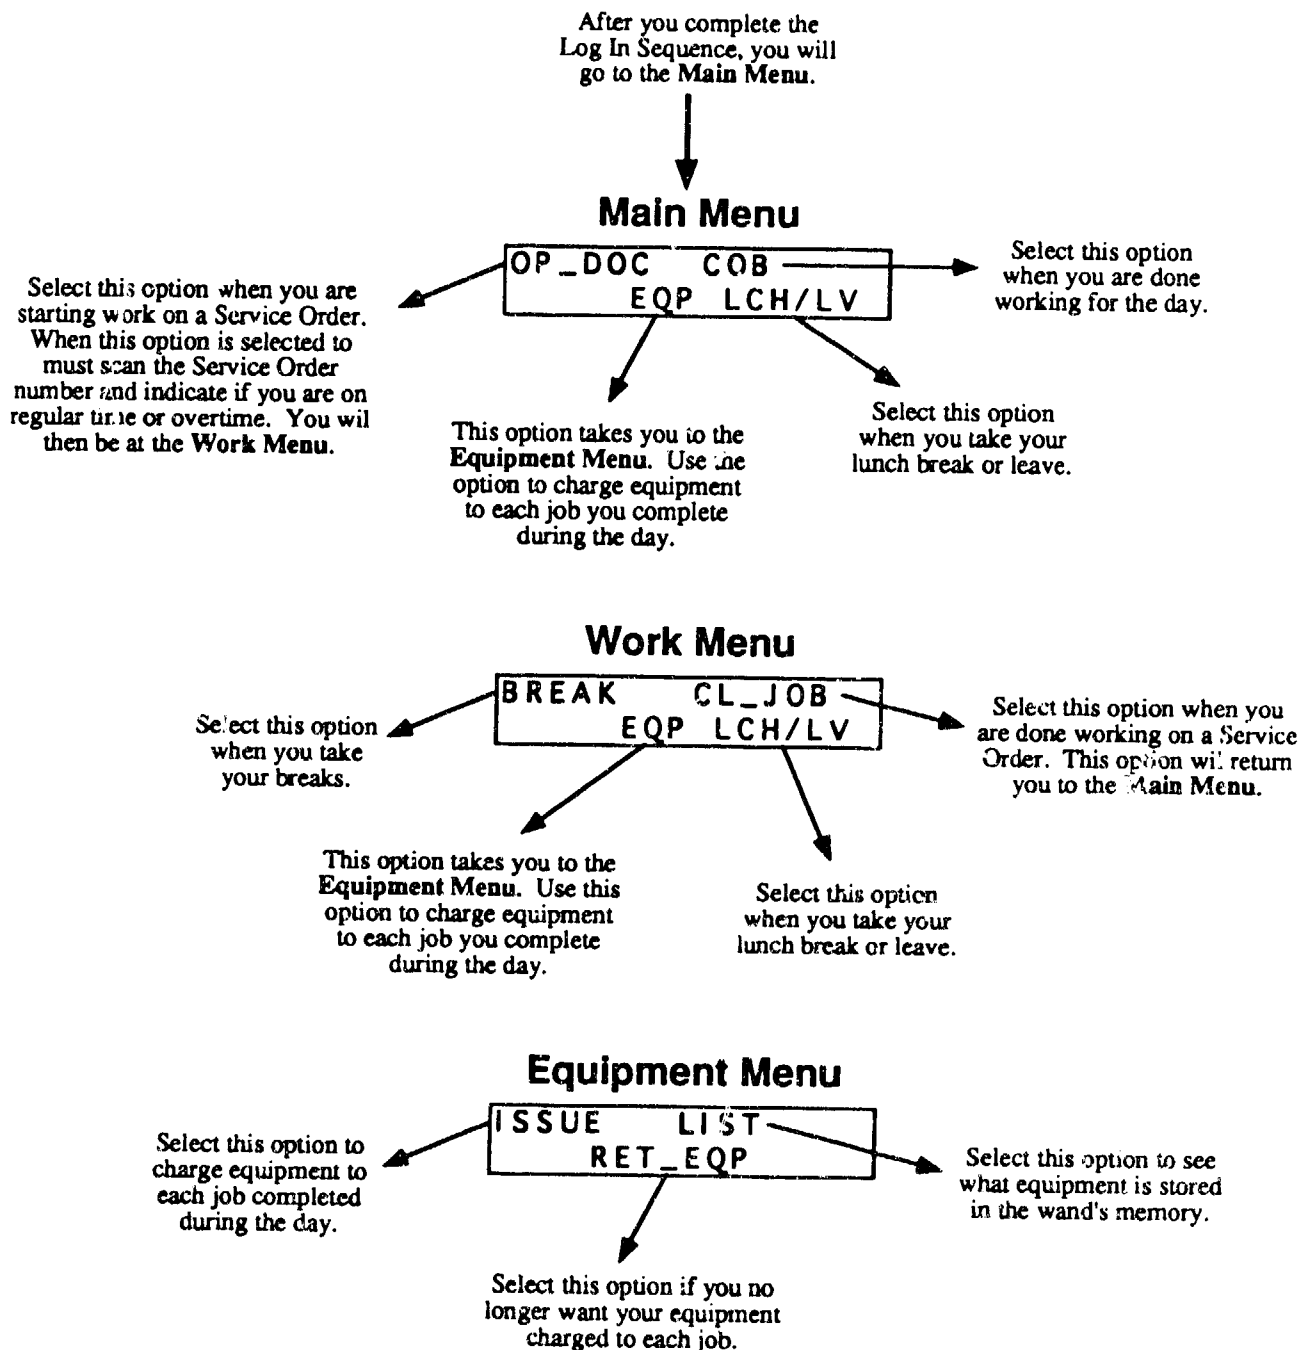 After you complete the
Log In Sequence, you will
go to the Main Menu.
Main Menu
OP_DOC COB
EQP LCH/LV
Select this option
when you are done
working for the day.
Select this option when you are
starting work on a Service Order.
When this option is selected to
must scan the Service Order
number and indicate if you are on
regular time or overtime. You wil
then be at the Work Menu.
This option takes you to the
Equipment Menu. Use the
option to charge equipment
to each job you complete
during the day.
Select this option
when you take your
lunch break or leave.
Work Menu
BREAK CL_JOB
EQP LCH/LV
Select this option
when you take
your breaks.
Select this option when you
are done working on a Service
Order. This option will return
you to the Main Menu.
This option takes you to the
Equipment Menu. Use this
option to charge equipment
to each job you complete
during the day.
Select this option
when you take your
lunch break or leave.
Equipment Menu
ISSUE LIST
RET_EQP
Select this option to
charge equipment to
each job completed
during the day.
Select this option to see
what equipment is stored
in the wand's memory.
Select this option if you no
longer want your equipment
charged to each job.